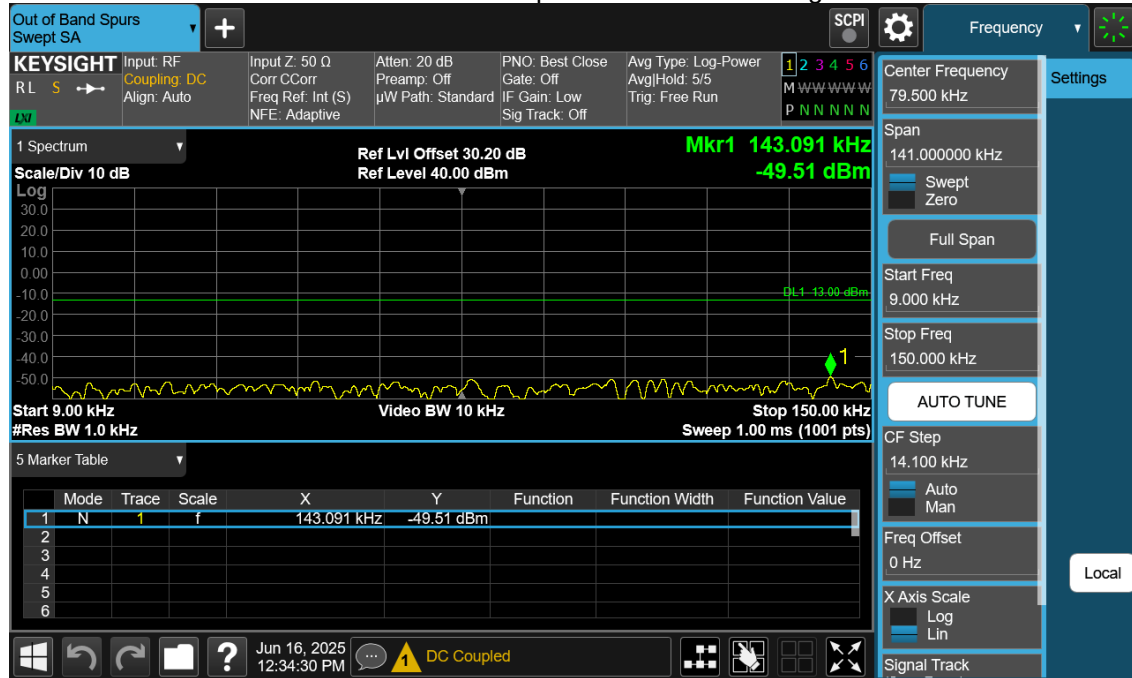 Out of Band Spurs
Swept SA
+
SCPI
Frequency
KEYSIGHT
RL S
LXI
Input: RF
Coupling: DC
Align: Auto
Input Z: 50 Ω
Corr CCorr
Freq Ref: Int (S)
NFE: Adaptive
Atten: 20 dB
Preamp: Off
µW Path: Standard
PNO: Best Close
Gate: Off
IF Gain: Low
Sig Track: Off
Avg Type: Log-Power
Avg|Hold: 5/5
Trig: Free Run
1 2 3 4 5 6
M W W W W W
P N N N N N
1 Spectrum
Scale/Div 10 dB
Ref Lvl Offset 30.20 dB
Ref Level 40.00 dBm
Mkr1 143.091 kHz
-49.51 dBm
Log
30.0
20.0
10.0
0.00
-10.0
DL1 -13.00 dBm
-20.0
-30.0
-40.0
1
-50.0
Start 9.00 kHz
Video BW 10 kHz
Stop 150.00 kHz
#Res BW 1.0 kHz
Sweep 1.00 ms (1001 pts)
5 Marker Table
Mode Trace Scale X Y Function Function Width Function Value
1 N 1 f 143.091 kHz -49.51 dBm
2
3
4
5
6
?
Jun 16, 2025
12:34:30 PM
1 DC Coupled
Center Frequency
79.500 kHz
Span
141.000000 kHz
Swept
Zero
Full Span
Start Freq
9.000 kHz
Stop Freq
150.000 kHz
AUTO TUNE
CF Step
14.100 kHz
Auto
Man
Freq Offset
0 Hz
X Axis Scale
Log
Lin
Signal Track
Settings
Local